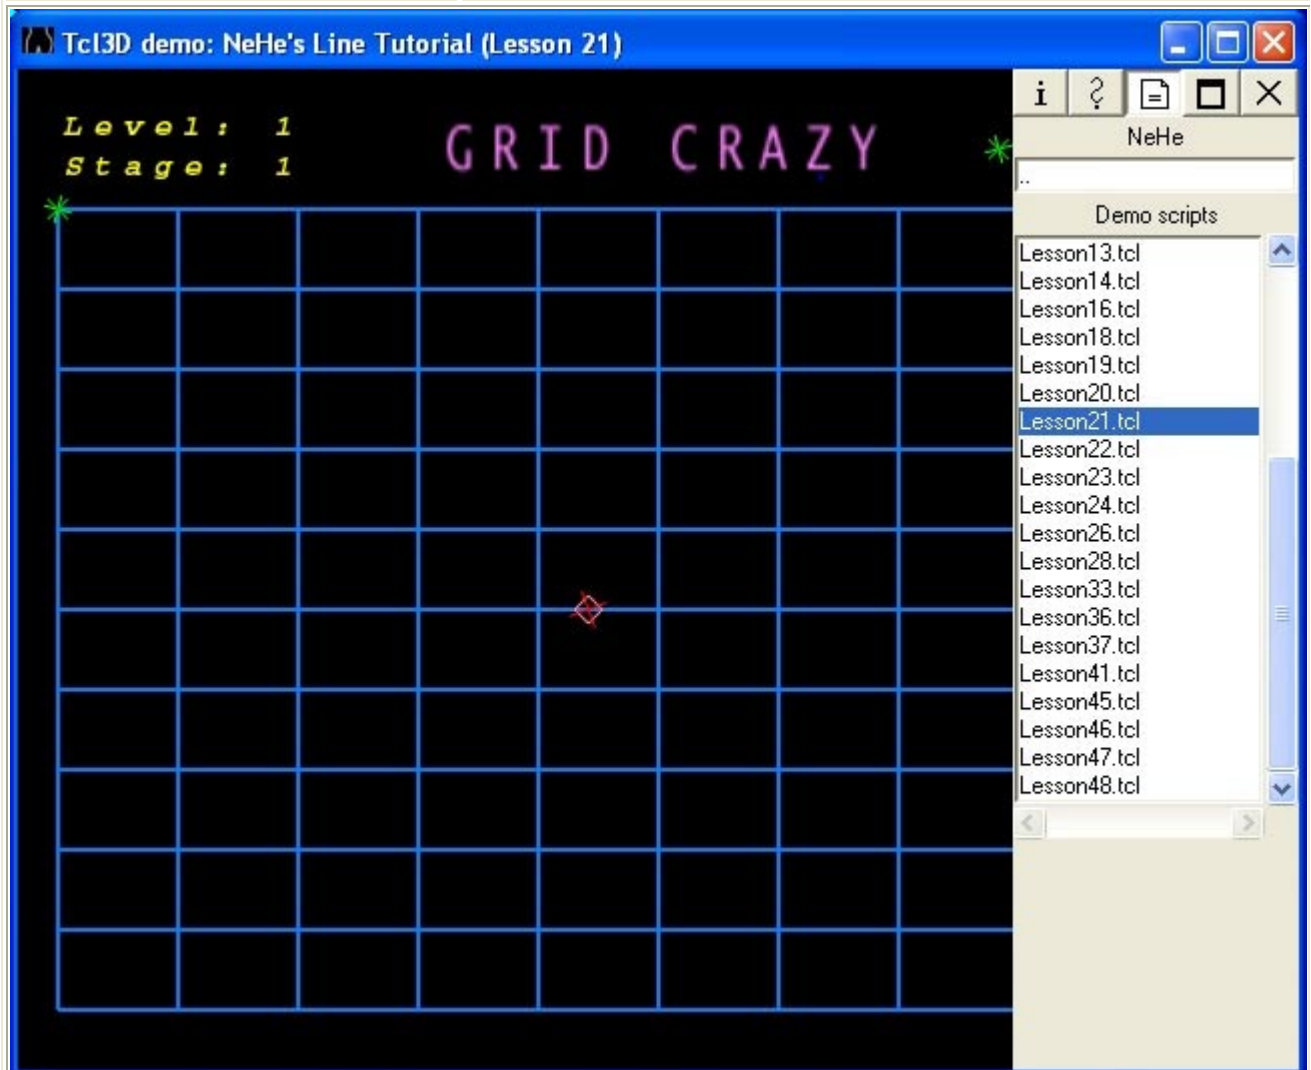 Tcl3D demo: NeHe's Line Tutorial (Lesson 21)
Level: 1
Stage: 1
GRID CRAZY
i ?
NeHe
..
Demo scripts
Lesson13.tcl
Lesson14.tcl
Lesson16.tcl
Lesson18.tcl
Lesson19.tcl
Lesson20.tcl
Lesson21.tcl
Lesson22.tcl
Lesson23.tcl
Lesson24.tcl
Lesson26.tcl
Lesson28.tcl
Lesson33.tcl
Lesson36.tcl
Lesson37.tcl
Lesson41.tcl
Lesson45.tcl
Lesson46.tcl
Lesson47.tcl
Lesson48.tcl